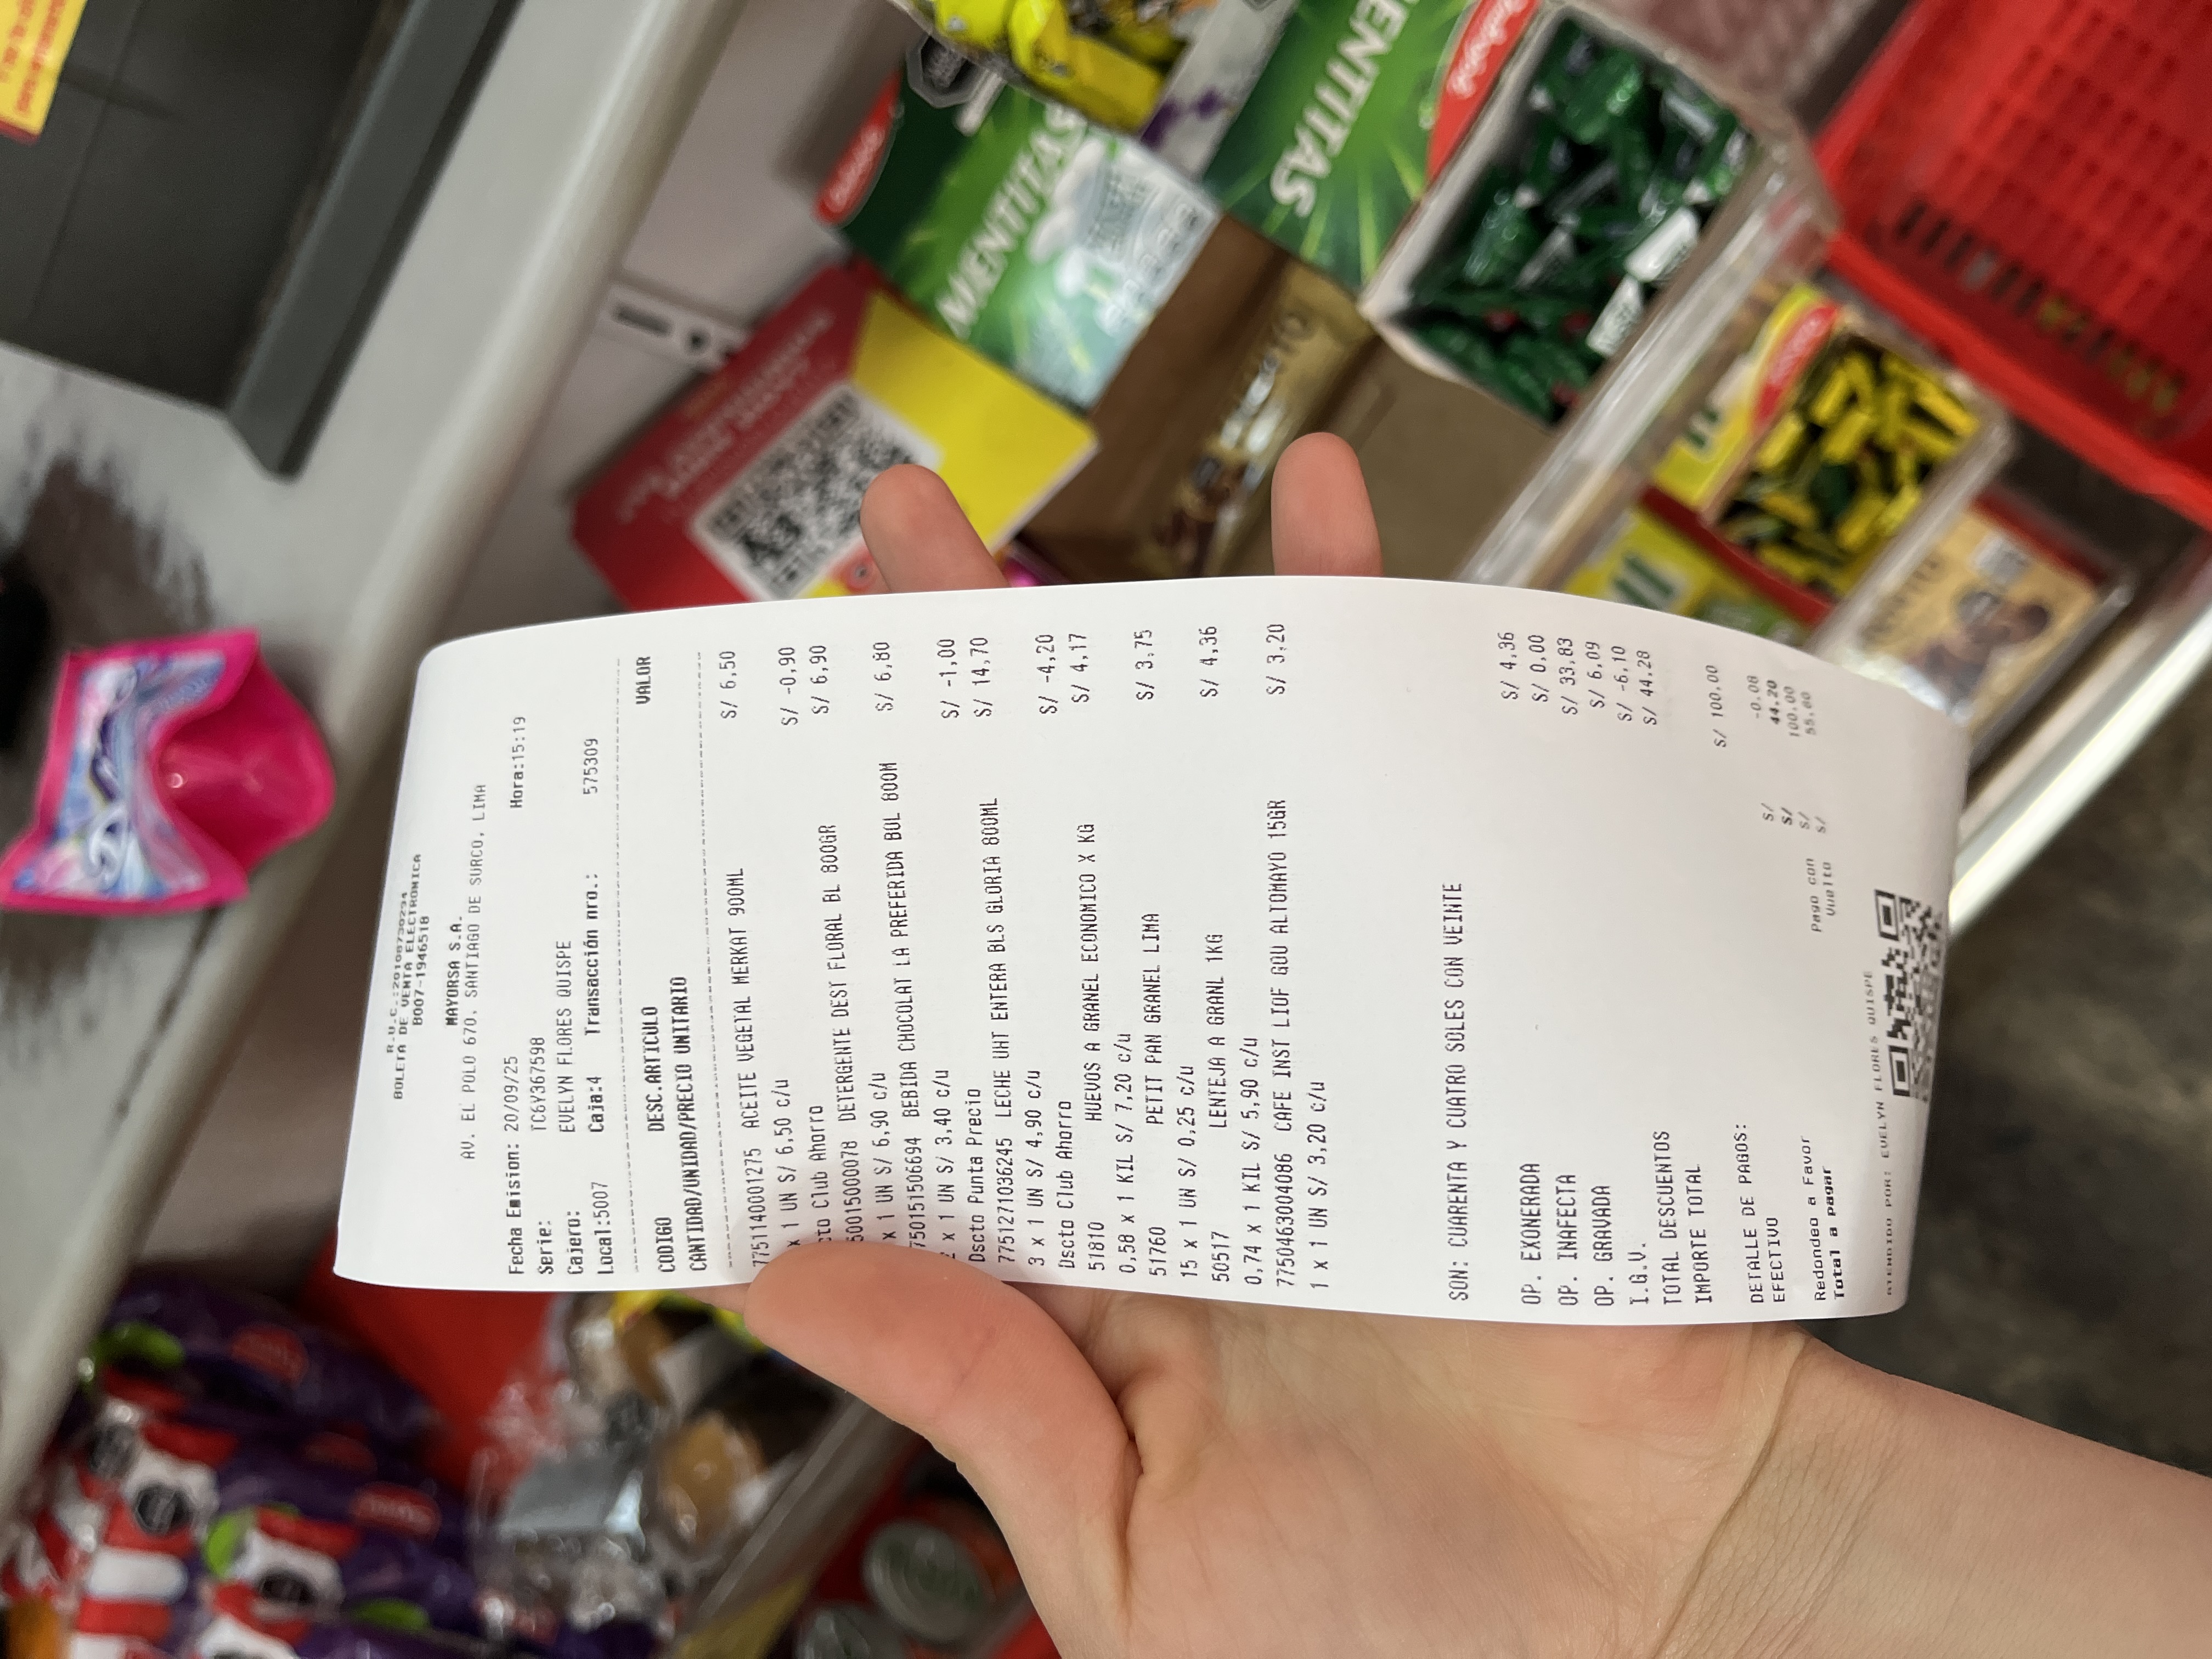 R.U.C.:20108730294
BOLETA DE VENTA ELECTRONICA
B007-1946518
MAYORSA S.A.
AV. EL POLO 670, SANTIAGO DE SURCO, LIMA
Fecha Emision: 20/09/25 Hora:15:19
Serie: TC6Y367598
Cajero: EVELYN FLORES QUISPE
Local:5007 Caja:4 Transacción nro.: 575309
CODIGO DESC.ARTICULO VALOR
CANTIDAD/UNIDAD/PRECIO UNITARIO
7751140001275 ACEITE VEGETAL MERKAT 900ML S/ 6,50
x 1 UN S/ 6,50 c/u
cto Club Ahorro S/ -0,90
50015000078 DETERGENTE DEST FLORAL BL 800GR S/ 6,90
x 1 UN S/ 6,90 c/u
750151506694 BEBIDA CHOCOLAT LA PREFERIDA BOL 800M S/ 6,80
2 x 1 UN S/ 3,40 c/u
Dscto Punta Precio S/ -1,00
7751271036245 LECHE UHT ENTERA BLS GLORIA 800ML S/ 14,70
3 x 1 UN S/ 4,90 c/u
Dscto Club Ahorro S/ -4,20
51810 HUEVOS A GRANEL ECONOMICO X KG S/ 4,17
0,58 x 1 KIL S/ 7,20 c/u
51760 PETIT PAN GRANEL LIMA S/ 3,75
15 x 1 UN S/ 0,25 c/u
50517 LENTEJA A GRANL 1KG S/ 4,36
0,74 x 1 KIL S/ 5,90 c/u
7750463004086 CAFE INST LIOF GOU ALTOMAYO 15GR S/ 3,20
1 x 1 UN S/ 3,20 c/u
SON: CUARENTA Y CUATRO SOLES CON VEINTE
OP. EXONERADA S/ 4,36
OP. INAFECTA S/ 0,00
OP. GRAVADA S/ 33,83
I.G.V. S/ 6,09
TOTAL DESCUENTOS S/ -6,10
IMPORTE TOTAL S/ 44,28
DETALLE DE PAGOS:
EFECTIVO S/ 100,00
Redondeo a Favor S/ -0.08
Total a pagar S/ 44.20
Pago con S/ 100.00
Vuelto S/ 55.80
ATENDIDO POR: EVELYN FLORES QUISPE
MENTITAS